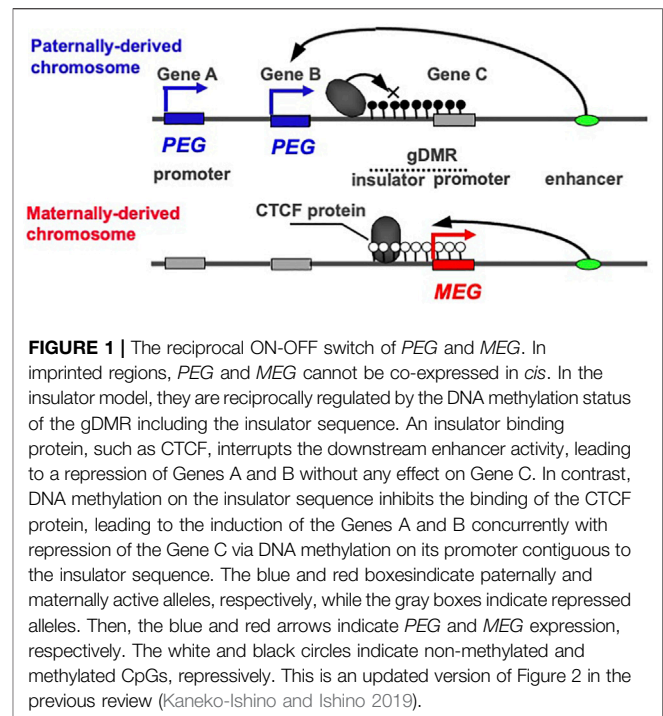 Paternally-derived
chromosome
Gene A Gene B Gene C
×
PEG PEG
promoter
gDMR
insulator promoter enhancer
Maternally-derived
chromosome
CTCF protein
MEG
FIGURE 1 | The reciprocal ON-OFF switch of PEG and MEG. In
imprinted regions, PEG and MEG cannot be co-expressed in cis. In the
insulator model, they are reciprocally regulated by the DNA methylation status
of the gDMR including the insulator sequence. An insulator binding
protein, such as CTCF, interrupts the downstream enhancer activity, leading
to a repression of Genes A and B without any effect on Gene C. In contrast,
DNA methylation on the insulator sequence inhibits the binding of the CTCF
protein, leading to the induction of the Genes A and B concurrently with
repression of the Gene C via DNA methylation on its promoter contiguous to
the insulator sequence. The blue and red boxesindicate paternally and
maternally active alleles, respectively, while the gray boxes indicate repressed
alleles. Then, the blue and red arrows indicate PEG and MEG expression,
respectively. The white and black circles indicate non-methylated and
methylated CpGs, repressively. This is an updated version of Figure 2 in the
previous review (Kaneko-Ishino and Ishino 2019).